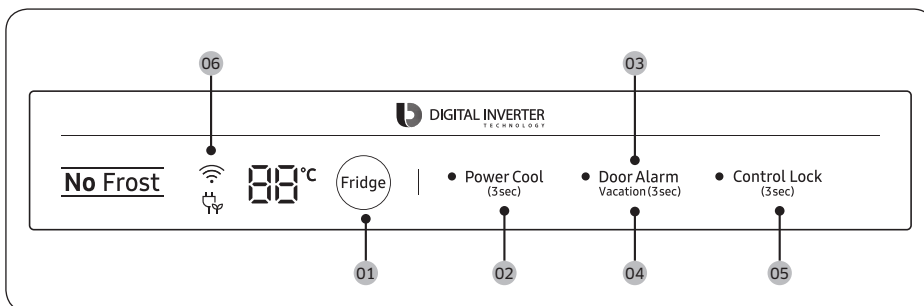 06
03
DIGITAL INVERTER
TECHNOLOGY
No Frost
88°C
Fridge
Power Cool
(3sec)
Door Alarm
Vacation(3sec)
Control Lock
(3sec)
01
02
04
05